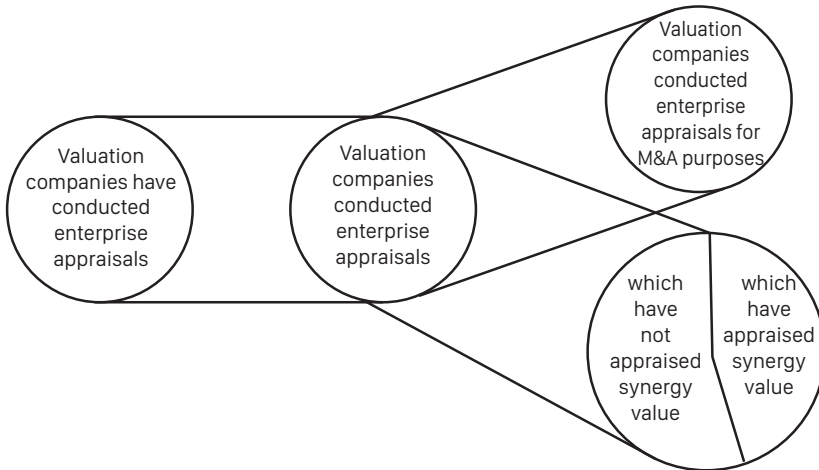 Valuation
companies have
conducted
enterprise
appraisals
Valuation
companies
conducted
enterprise
appraisals
Valuation
companies
conducted
enterprise
appraisals for
M&A purposes
which
have
not
appraised
synergy
value
which
have
appraised
synergy
value